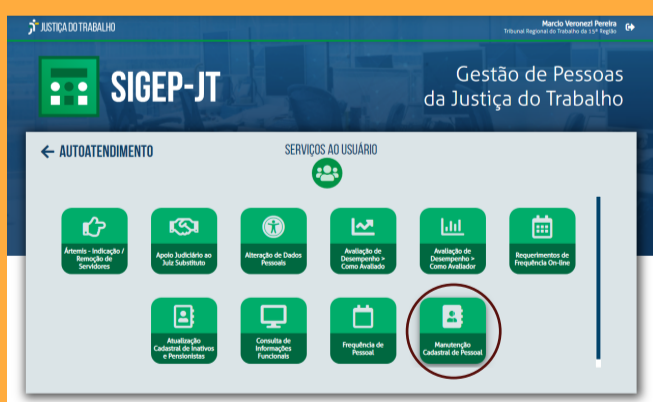 JUSTIÇA DO TRABALHO
Marcio Veronezi Pereira
Tribunal Regional do Trabalho da 15ª Região
SIGEP-JT
Gestão de Pessoas
da Justiça do Trabalho
AUTOATENDIMENTO
SERVIÇOS AO USUÁRIO
Ártemis - Indicação /
Remoção de
Servidores
Apoio Judiciário ao
Juiz Substituto
Alteração de Dados
Pessoais
Avaliação de
Desempenho >
Como Avaliado
Avaliação de
Desempenho >
Como Avaliador
Requerimentos de
Frequência On-line
Atualização
Cadastral de Inativos
e Pensionistas
Consulta de
Informações
Funcionais
Frequência de
Pessoal
Manutenção
Cadastral de Pessoal